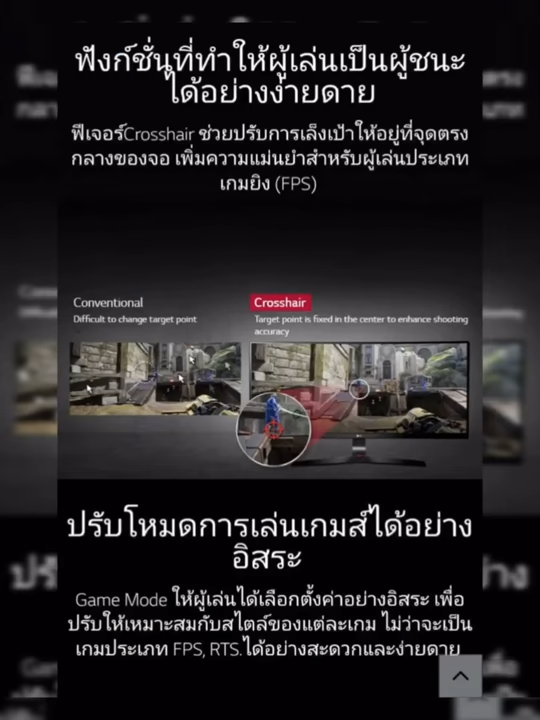 ฟังก์ชั่นที่ทำให้ผู้เล่นเป็นผู้ชนะ
ได้อย่างง่ายดาย
ฟีเจอร์Crosshair ช่วยปรับการเล็งเป้าให้อยู่ที่จุดตรง
กลางของจอ เพิ่มความแม่นยำสำหรับผู้เล่นประเภท
เกมยิง (FPS)
Conventional
Difficult to change target point
Crosshair
Target point is fixed in the center to enhance shooting
accuracy
ปรับโหมดการเล่นเกมส์ได้อย่าง
อิสระ
Game Mode ให้ผู้เล่นได้เลือกตั้งค่าอย่างอิสระ เพื่อ
ปรับให้เหมาะสมกับสไตล์ของแต่ละเกม ไม่ว่าจะเป็น
เกมประเภท FPS, RTS.ได้อย่างสะดวกและง่ายดาย